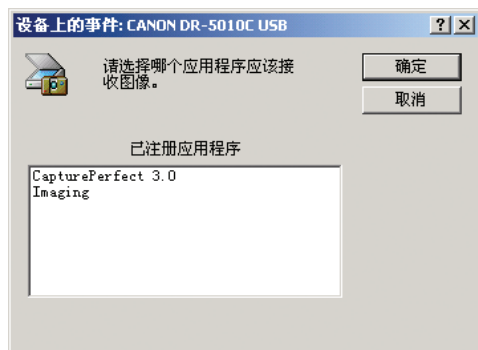 设备上的事件: CANON DR-5010C USB
请选择哪个应用程序应该接
收图像。
确定
取消
已注册应用程序
CapturePerfect 3.0
Imaging